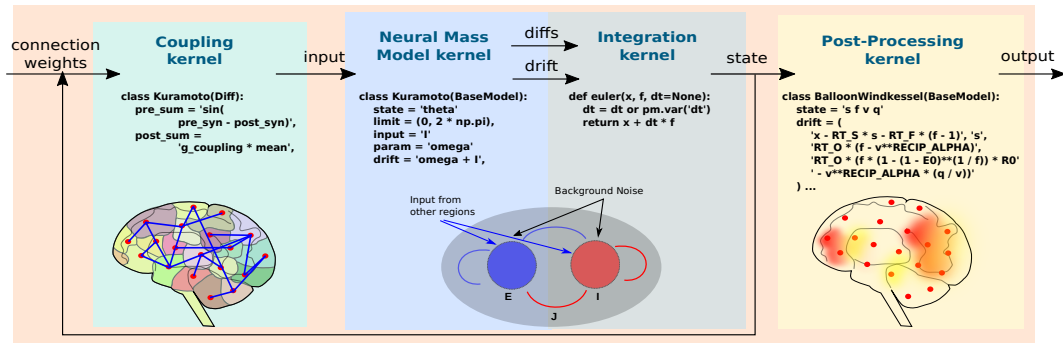 connection
weights
Coupling
kernel
class Kuramoto(Diff):
pre_sum = 'sin(
pre_syn - post_syn)',
post_sum =
'g_coupling * mean',
input
Neural Mass
Model kernel
class Kuramoto(BaseModel):
state = 'theta'
limit = (0, 2 * np.pi),
input = 'I'
param = 'omega'
drift = 'omega + I',
diffs
drift
Integration
kernel
def euler(x, f, dt=None):
dt = dt or pm.var('dt')
return x + dt * f
Input from
other regions
Background Noise
E
I
J
state
Post-Processing
kernel
class BalloonWindkessel(BaseModel):
state = 's f v q'
drift = (
'x - RT_S * s - RT_F * (f - 1)', 's',
'RT_O * (f - v**RECIP_ALPHA)',
'RT_O * (f * (1 - (1 - E0)**(1 / f)) * R0'
' - v**RECIP_ALPHA * (q / v))'
) ...
output